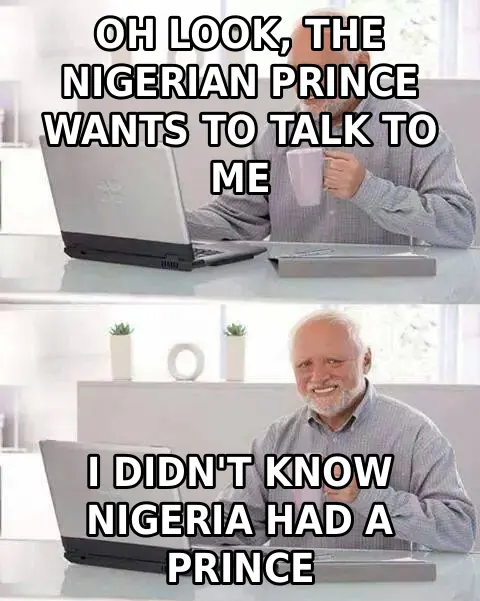 OH LOOK, THE
NIGERIAN PRINCE
WANTS TO TALK TO
ME
I DIDN'T KNOW
NIGERIA HAD A
PRINCE